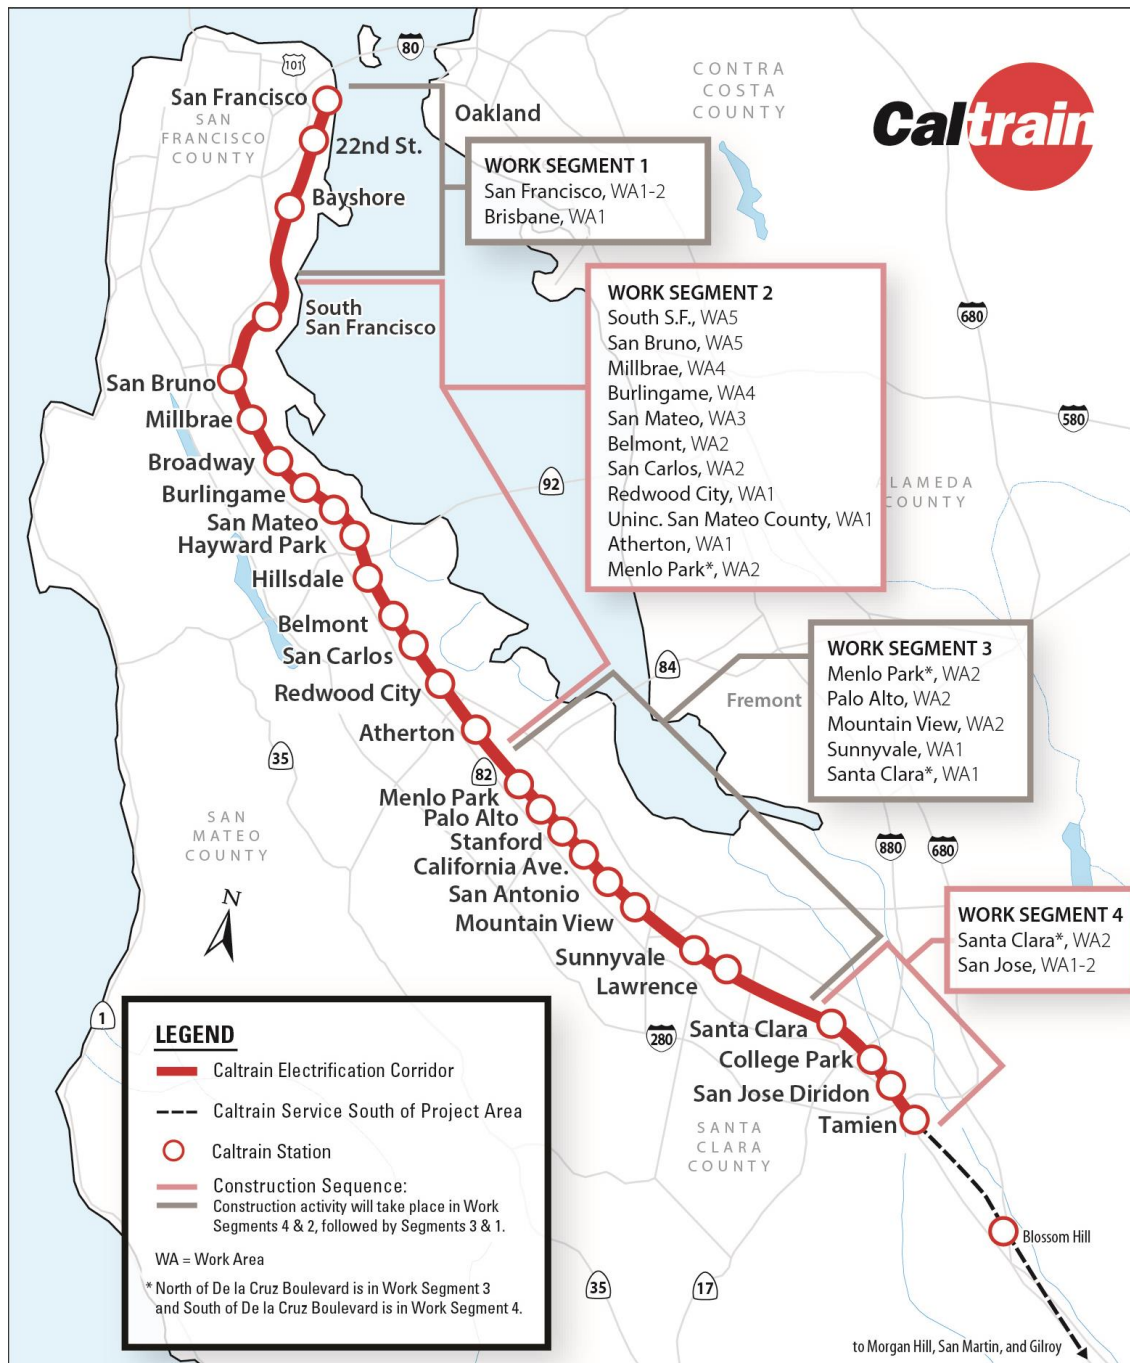 80
101
CONTRA
COSTA
COUNTY
Caltrain
San Francisco
SAN
FRANCISCO
COUNTY
Oakland
22nd St.
Bayshore
WORK SEGMENT 1
San Francisco, WA1-2
Brisbane, WA1
South
San Francisco
WORK SEGMENT 2
South S.F., WA5
San Bruno, WA5
Millbrae, WA4
Burlingame, WA4
San Mateo, WA3
Belmont, WA2
San Carlos, WA2
Redwood City, WA1
Uninc. San Mateo County, WA1
Atherton, WA1
Menlo Park*, WA2
680
580
San Bruno
Millbrae
Broadway
Burlingame
San Mateo
Hayward Park
Hillsdale
Belmont
San Carlos
Redwood City
Atherton
92
ALAMEDA
COUNTY
84
Fremont
WORK SEGMENT 3
Menlo Park*, WA2
Palo Alto, WA2
Mountain View, WA2
Sunnyvale, WA1
Santa Clara*, WA1
35
82
SAN
MATEO
COUNTY
Menlo Park
Palo Alto
Stanford
California Ave.
San Antonio
Mountain View
Sunnyvale
Lawrence
880
680
N
WORK SEGMENT 4
Santa Clara*, WA2
San Jose, WA1-2
1
280
Santa Clara
College Park
San Jose Diridon
Tamien
SANTA
CLARA
COUNTY
LEGEND
Caltrain Electrification Corridor
Caltrain Service South of Project Area
Caltrain Station
Construction Sequence:
Construction activity will take place in Work
Segments 4 & 2, followed by Segments 3 & 1.
WA = Work Area
* North of De la Cruz Boulevard is in Work Segment 3
and South of De la Cruz Boulevard is in Work Segment 4.
Blossom Hill
35
17
to Morgan Hill, San Martin, and Gilroy